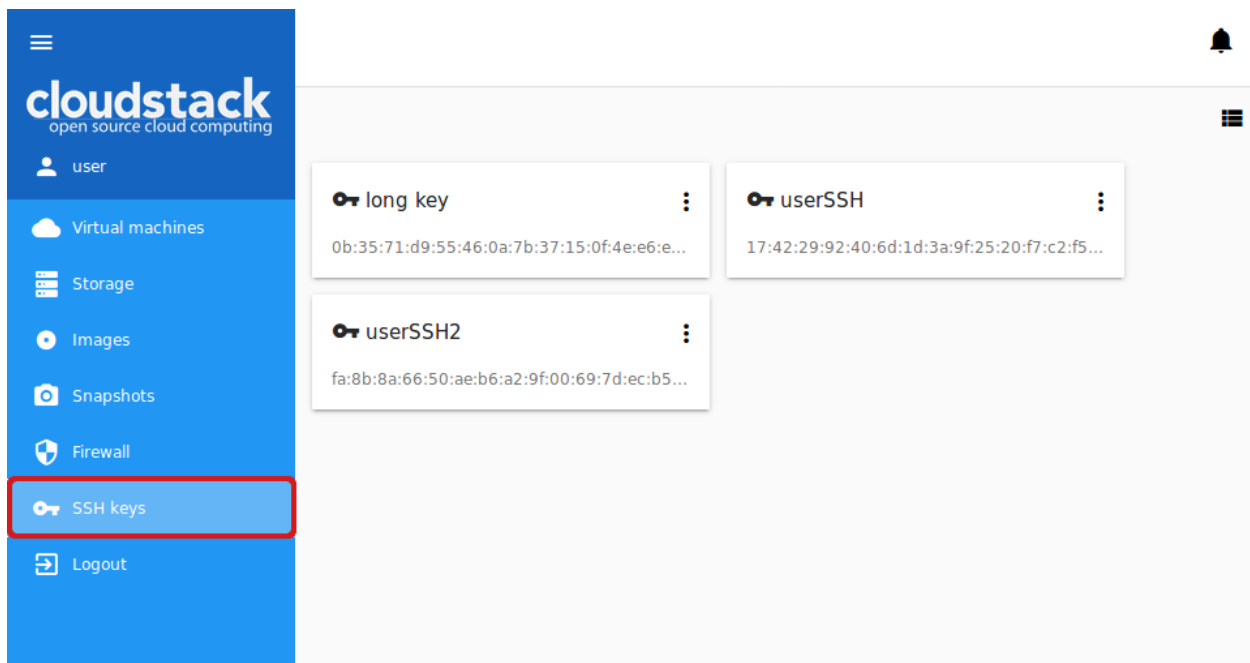 cloudstack
open source cloud computing
user
Virtual machines
Storage
Images
Snapshots
Firewall
SSH keys
Logout
long key
0b:35:71:d9:55:46:0a:7b:37:15:0f:4e:e6:e...
userSSH
17:42:29:92:40:6d:1d:3a:9f:25:20:f7:c2:f5...
userSSH2
fa:8b:8a:66:50:ae:b6:a2:9f:00:69:7d:ec:b5...